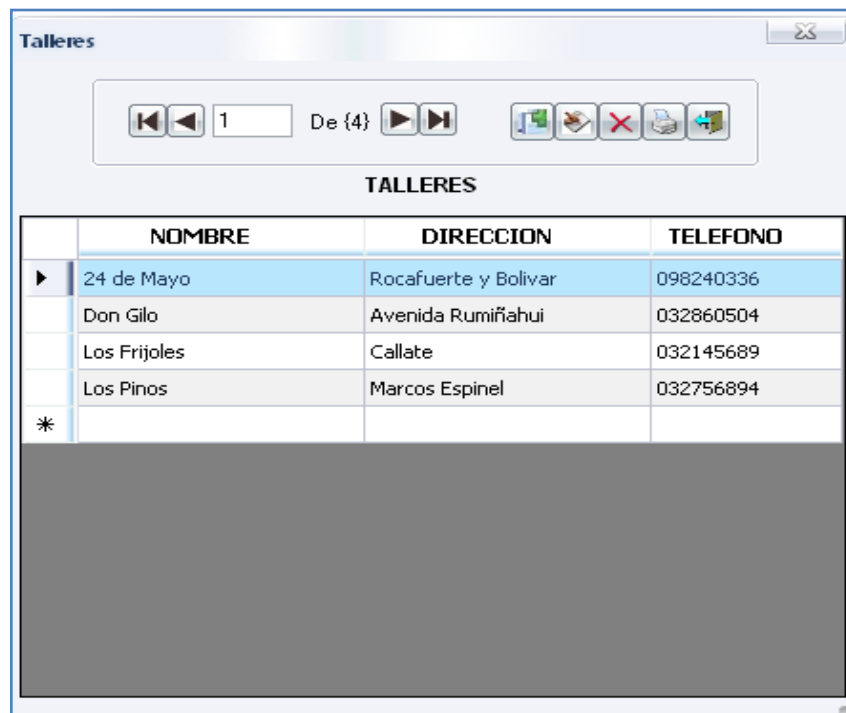 Talleres
1 De {4}
TALLERES
NOMBRE DIRECCION TELEFONO
24 de Mayo Rocafuerte y Bolivar 098240336
Don Gilo Avenida Rumiñahui 032860504
Los Frijoles Callate 032145689
Los Pinos Marcos Espinel 032756894